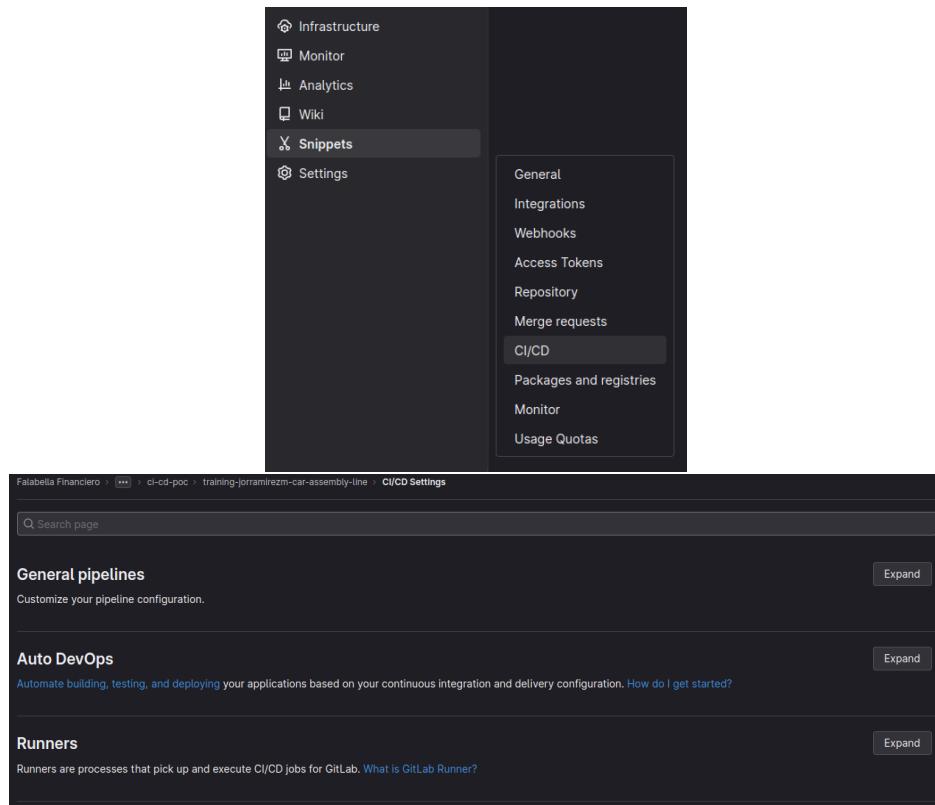 Infrastructure
Monitor
Analytics
Wiki
Snippets
Settings
General
Integrations
Webhooks
Access Tokens
Repository
Merge requests
CI/CD
Packages and registries
Monitor
Usage Quotas
Falabella Financiero › ••• › ci-cd-poc › training-jorramirezm-car-assembly-line › CI/CD Settings
Search page
General pipelines
Expand
Customize your pipeline configuration.
Auto DevOps
Expand
Automate building, testing, and deploying your applications based on your continuous integration and delivery configuration. How do I get started?
Runners
Expand
Runners are processes that pick up and execute CI/CD jobs for GitLab. What is GitLab Runner?